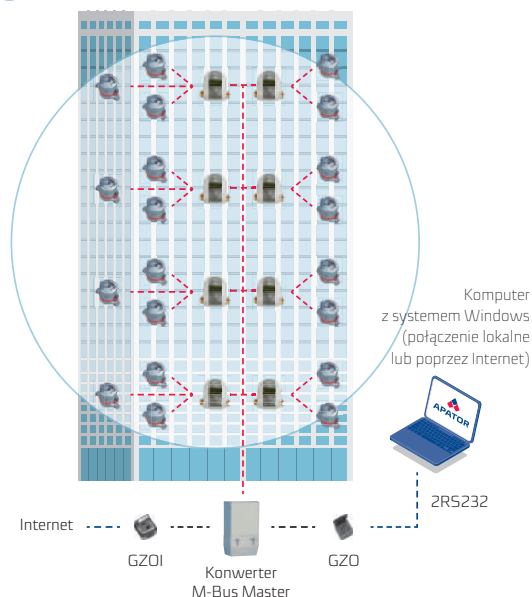 Komputer
z systemem Windows
(połączenie lokalne
lub poprzez Internet)
APATOR
2RS232
Internet
GZOI
GZO
Konwerter
M-Bus Master